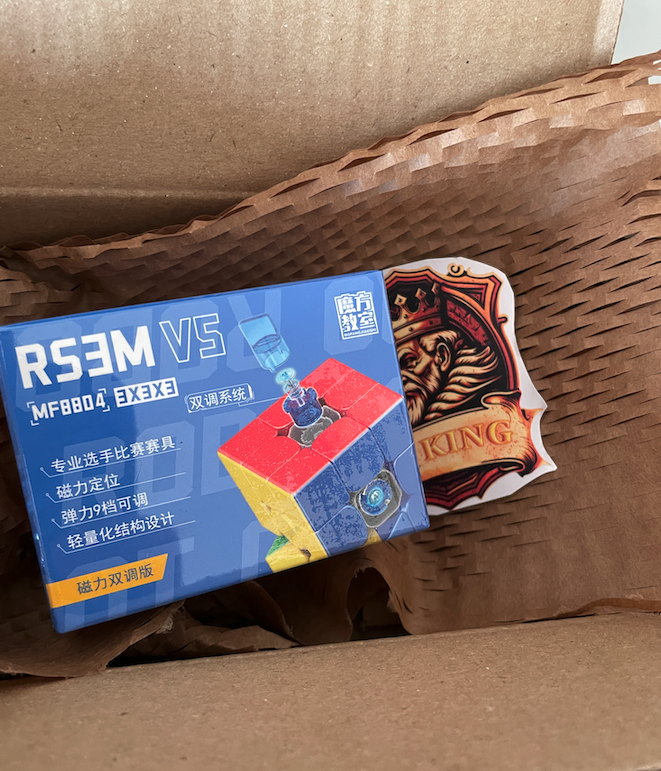 RS3M V5
魔方
教室
MF8804 3X3X3
双调系统
专业选手比赛赛具
磁力定位
弹力9档可调
轻量化结构设计
磁力双调版
KING